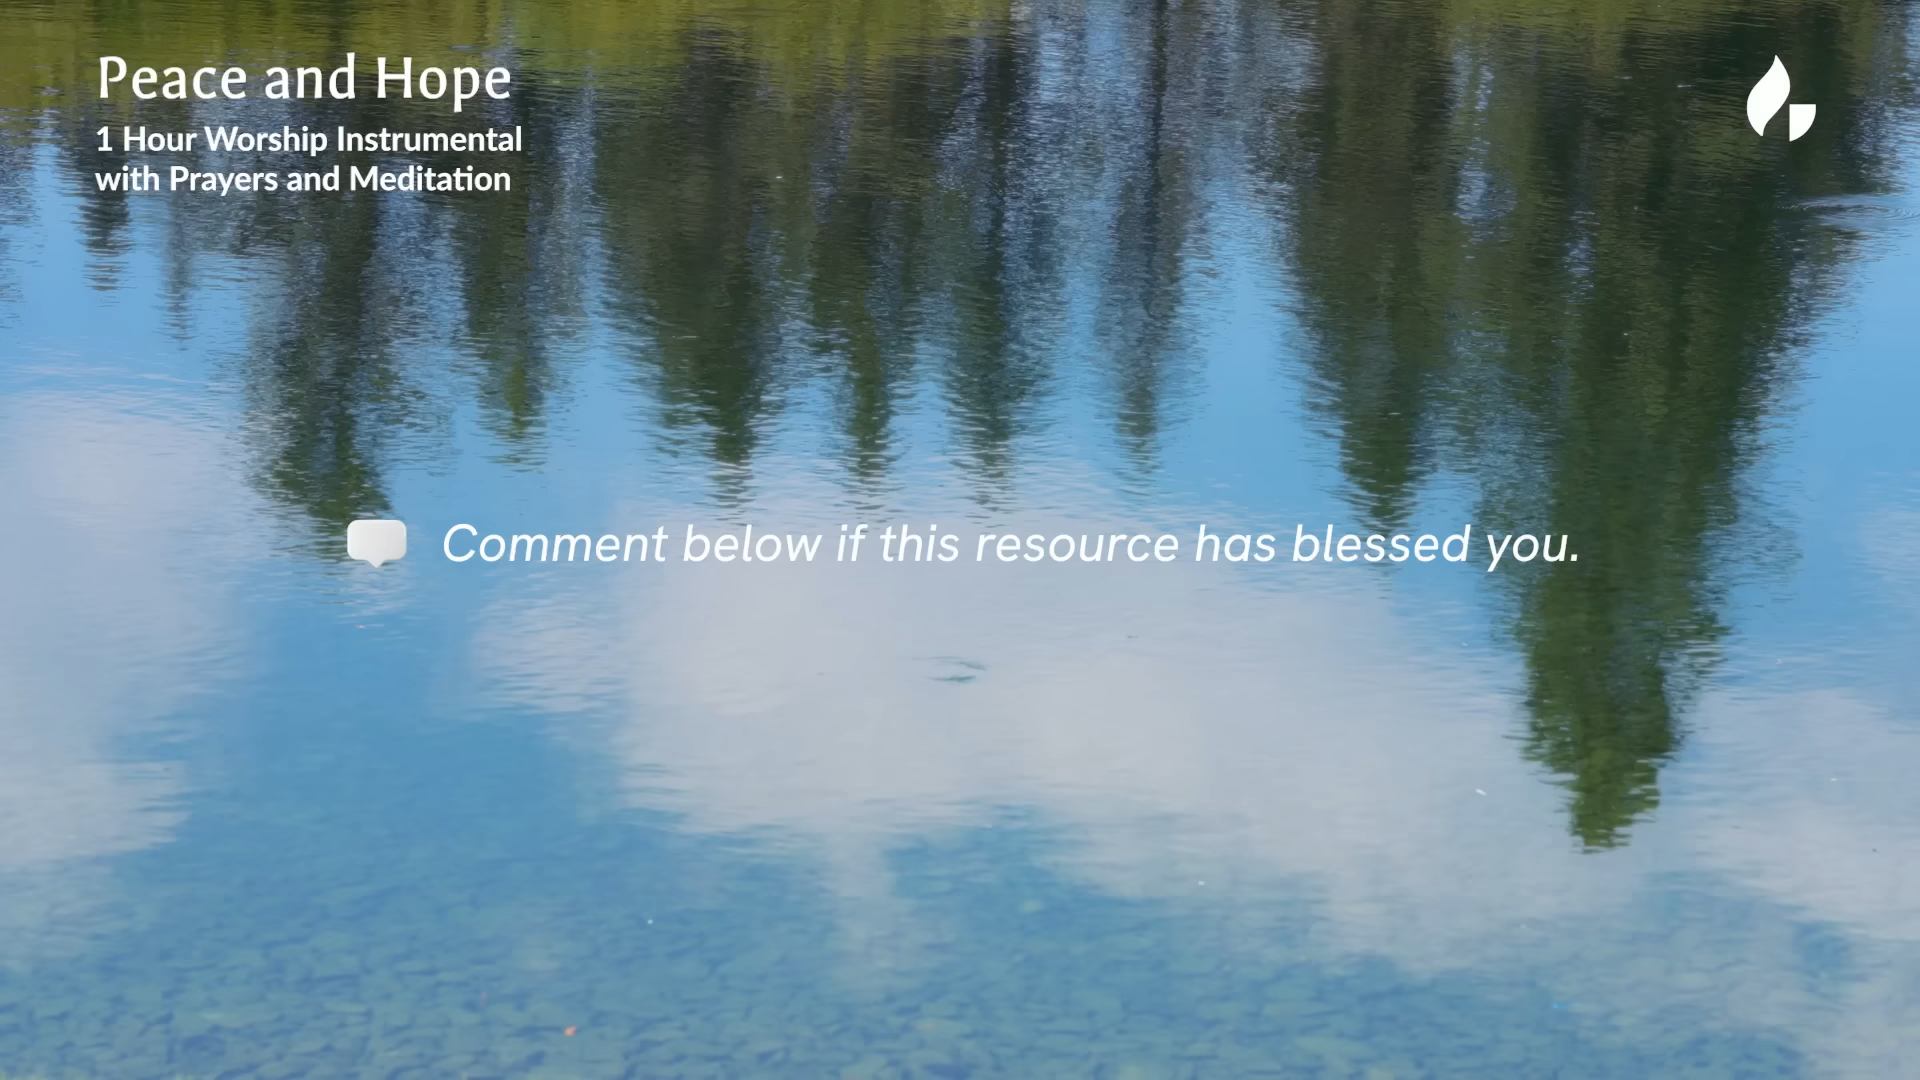 Peace and Hope
1 Hour Worship Instrumental
with Prayers and Meditation
Comment below if this resource has blessed you.